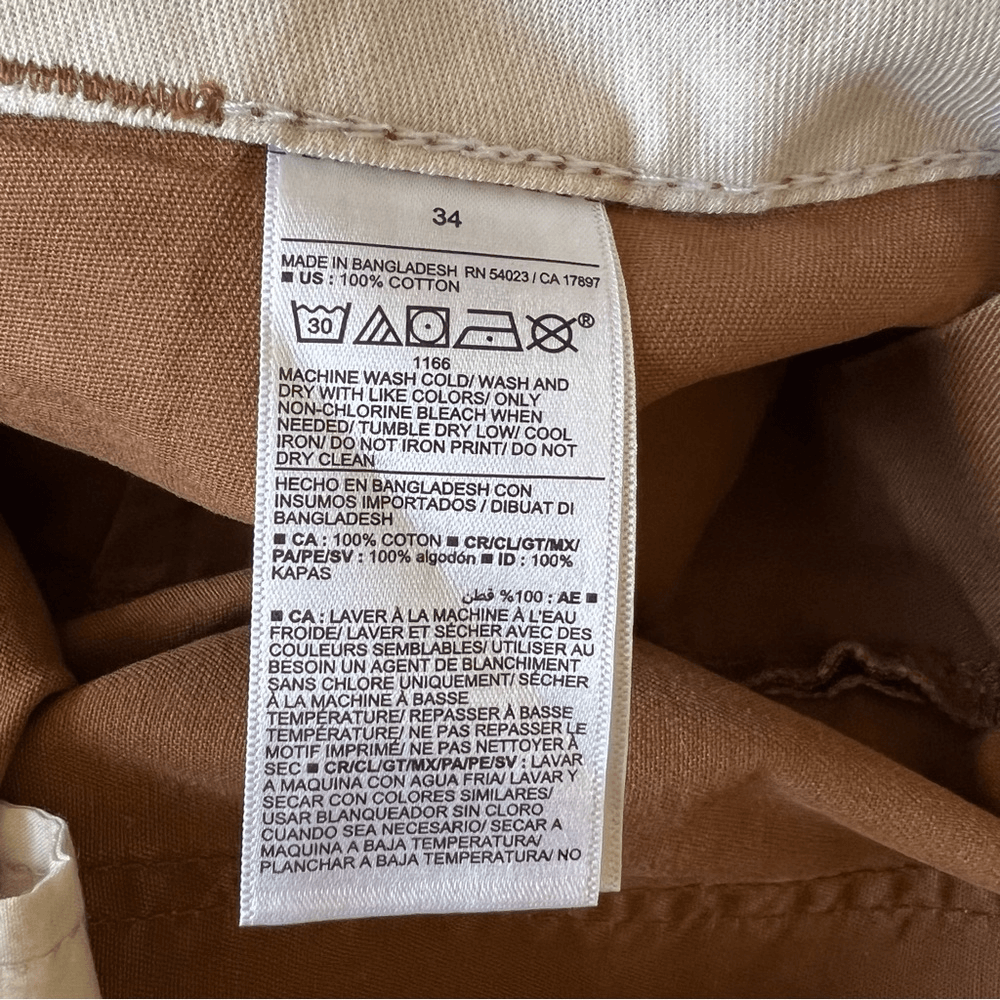 34
MADE IN BANGLADESH RN 54023 / CA 17897
■ US : 100% COTTON
30 ®
1166
MACHINE WASH COLD/ WASH AND
DRY WITH LIKE COLORS/ ONLY
NON-CHLORINE BLEACH WHEN
NEEDED/ TUMBLE DRY LOW/ COOL
IRON/ DO NOT IRON PRINT/ DO NOT
DRY CLEAN
HECHO EN BANGLADESH CON
INSUMOS IMPORTADOS / DIBUAT DI
BANGLADESH
■ CA : 100% COTON ■ CR/CL/GT/MX/
PA/PE/SV : 100% algodón ■ ID : 100%
KAPAS
■ AE : 100% قطن
■ CA : LAVER À LA MACHINE À L'EAU
FROIDE/ LAVER ET SÉCHER AVEC DES
COULEURS SEMBLABLES/ UTILISER AU
BESOIN UN AGENT DE BLANCHIMENT
SANS CHLORE UNIQUEMENT/ SÉCHER
À LA MACHINE À BASSE
TEMPÉRATURE/ REPASSER À BASSE
TEMPÉRATURE/ NE PAS REPASSER LE
MOTIF IMPRIMÉ/ NE PAS NETTOYER À
SEC ■ CR/CL/GT/MX/PA/PE/SV : LAVAR
A MAQUINA CON AGUA FRIA/ LAVAR Y
SECAR CON COLORES SIMILARES/
USAR BLANQUEADOR SIN CLORO
CUANDO SEA NECESARIO/ SECAR A
MAQUINA A BAJA TEMPERATURA/
PLANCHAR A BAJA TEMPERATURA/ NO